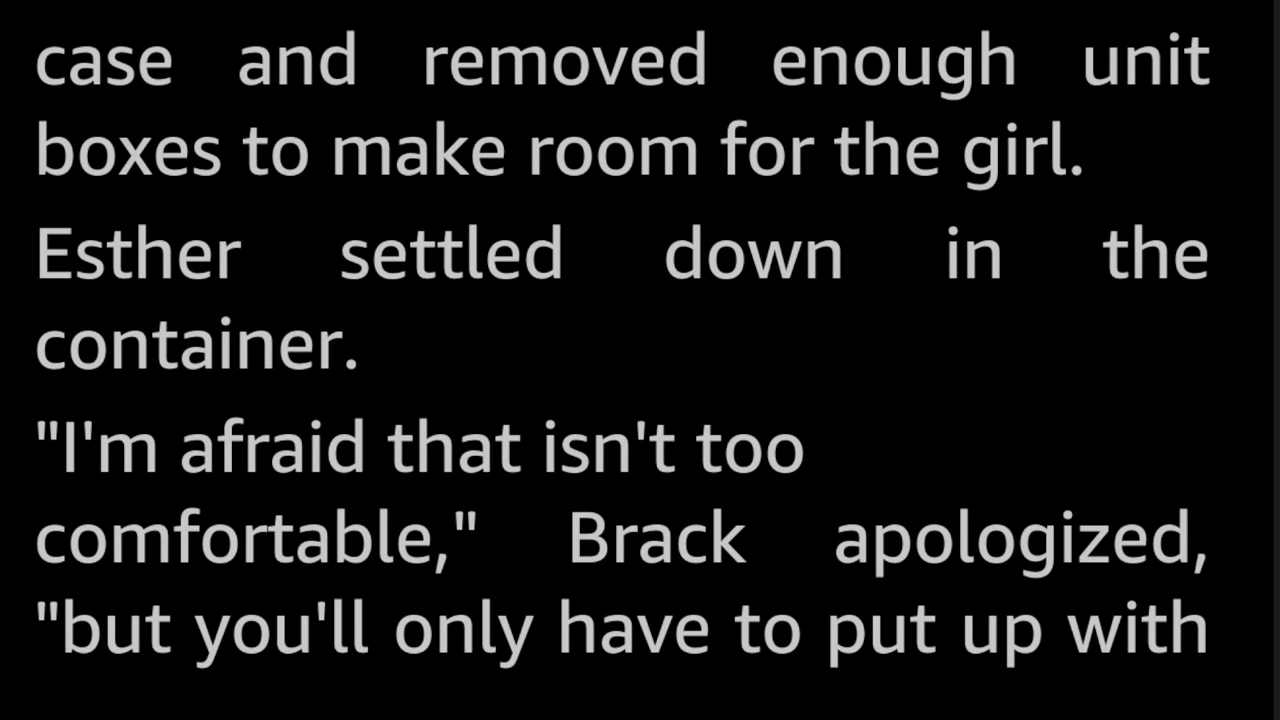 case and removed enough unit
boxes to make room for the girl.
Esther settled down in the
container.
"I'm afraid that isn't too
comfortable," Brack apologized,
"but you'll only have to put up with